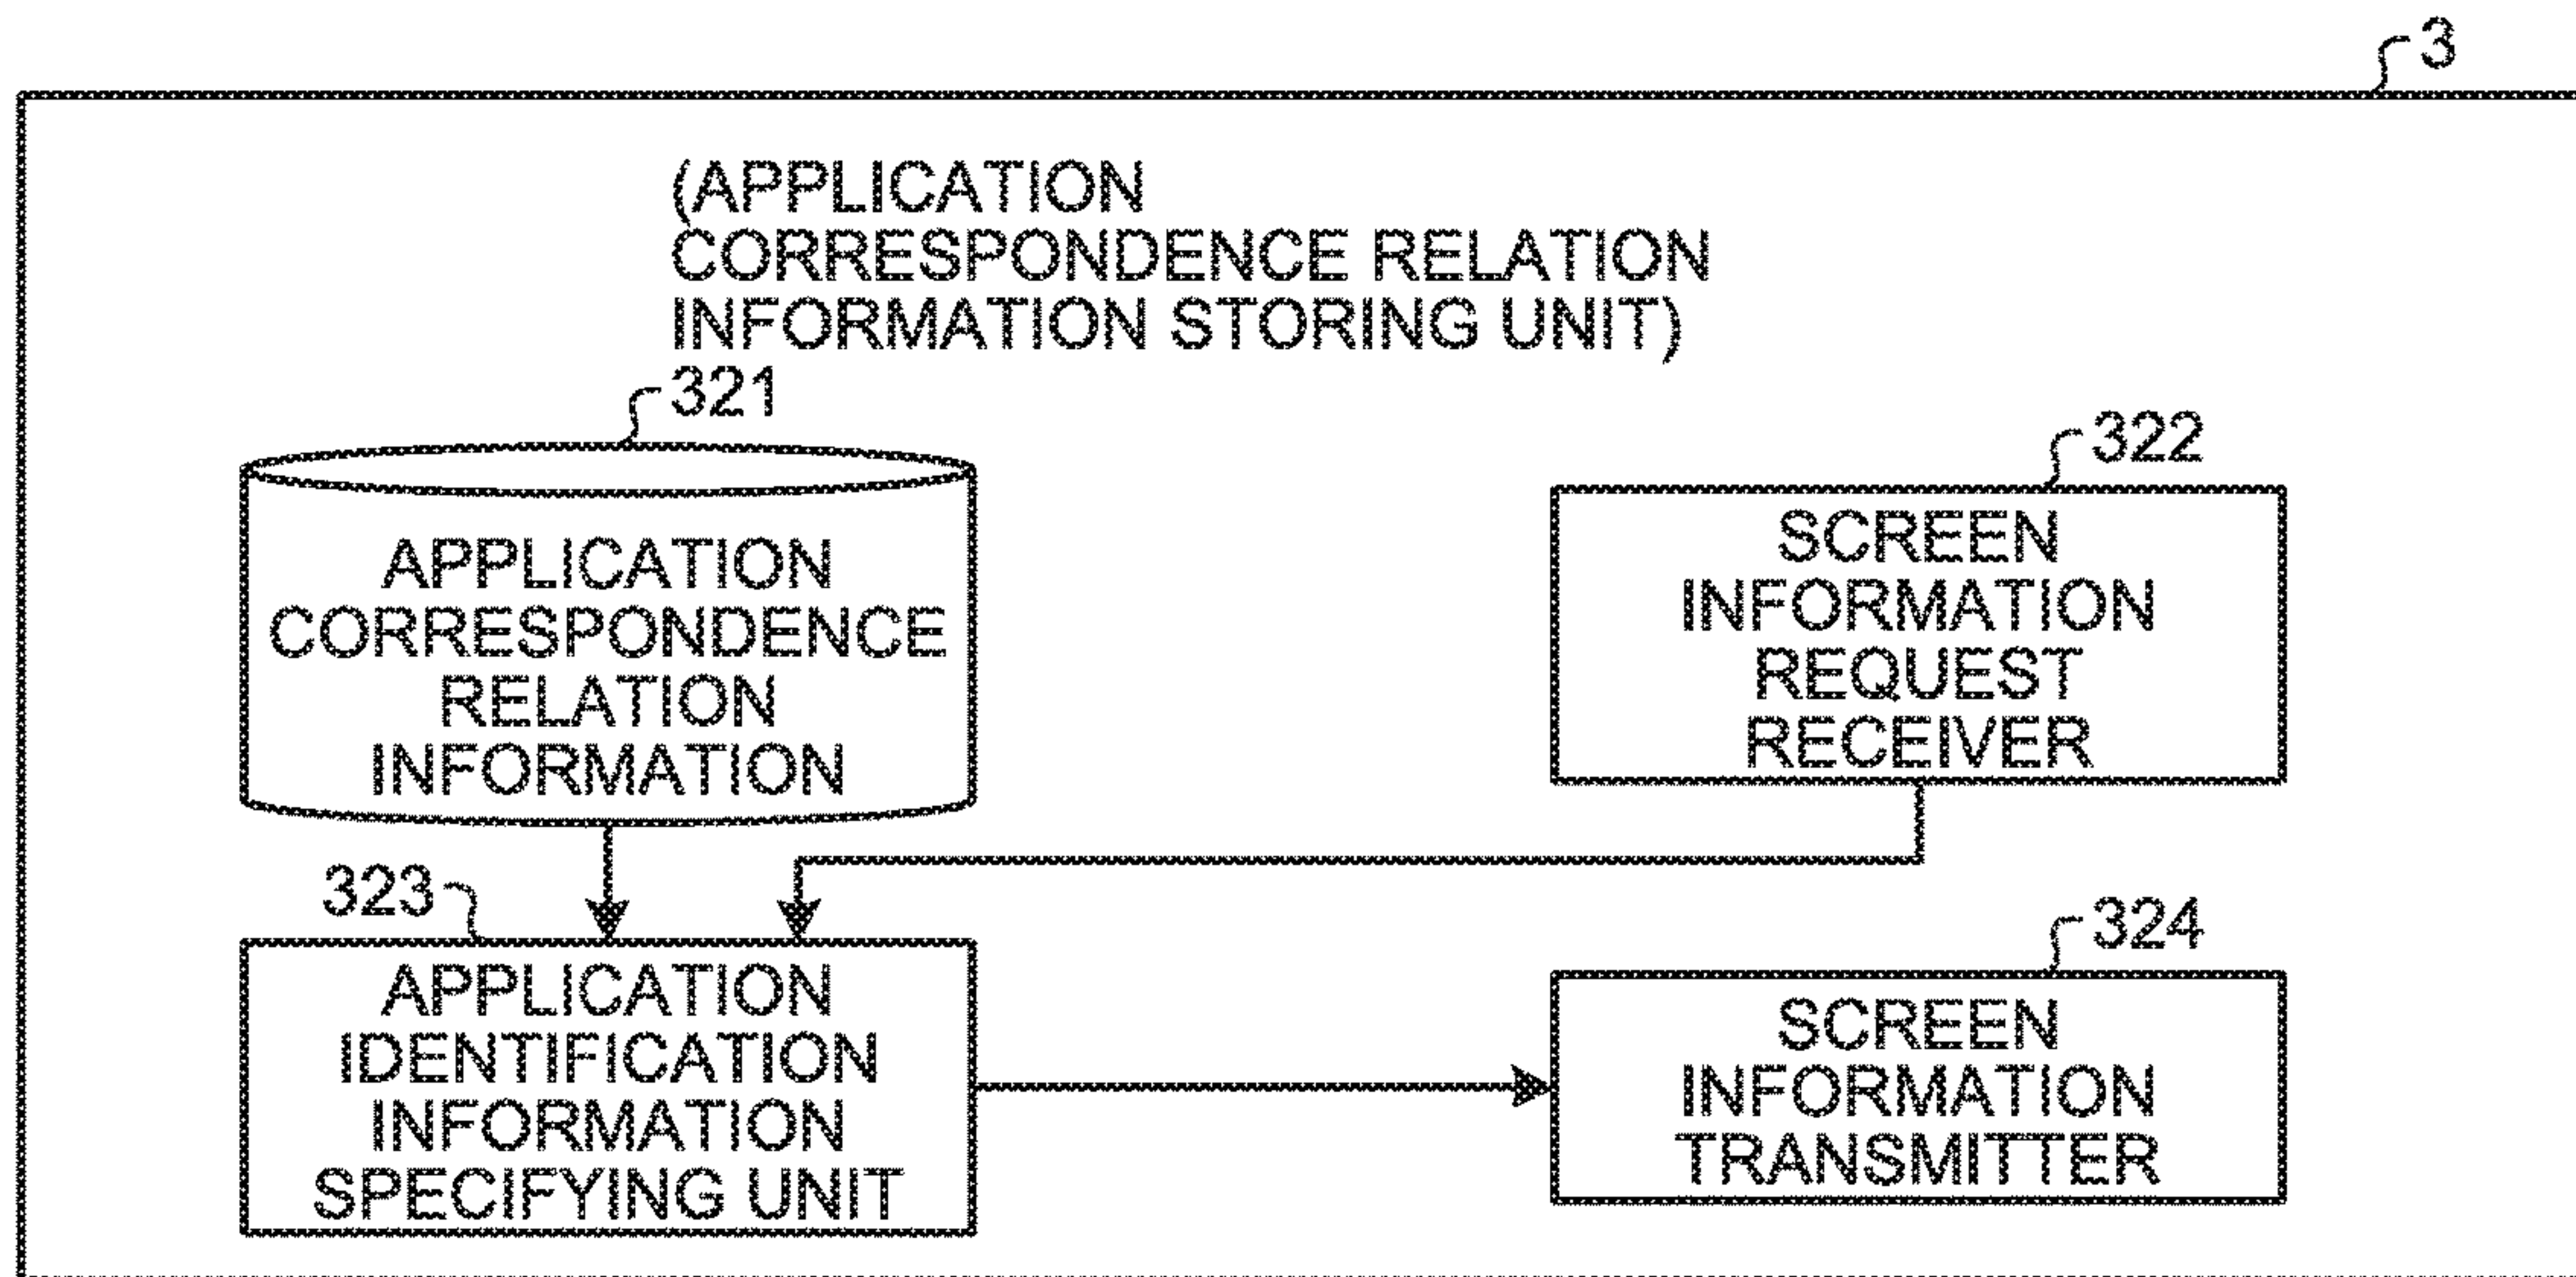 3
(APPLICATION
CORRESPONDENCE RELATION
INFORMATION STORING UNIT)
321
APPLICATION
CORRESPONDENCE
RELATION
INFORMATION
322
SCREEN
INFORMATION
REQUEST
RECEIVER
323
APPLICATION
IDENTIFICATION
INFORMATION
SPECIFYING UNIT
324
SCREEN
INFORMATION
TRANSMITTER